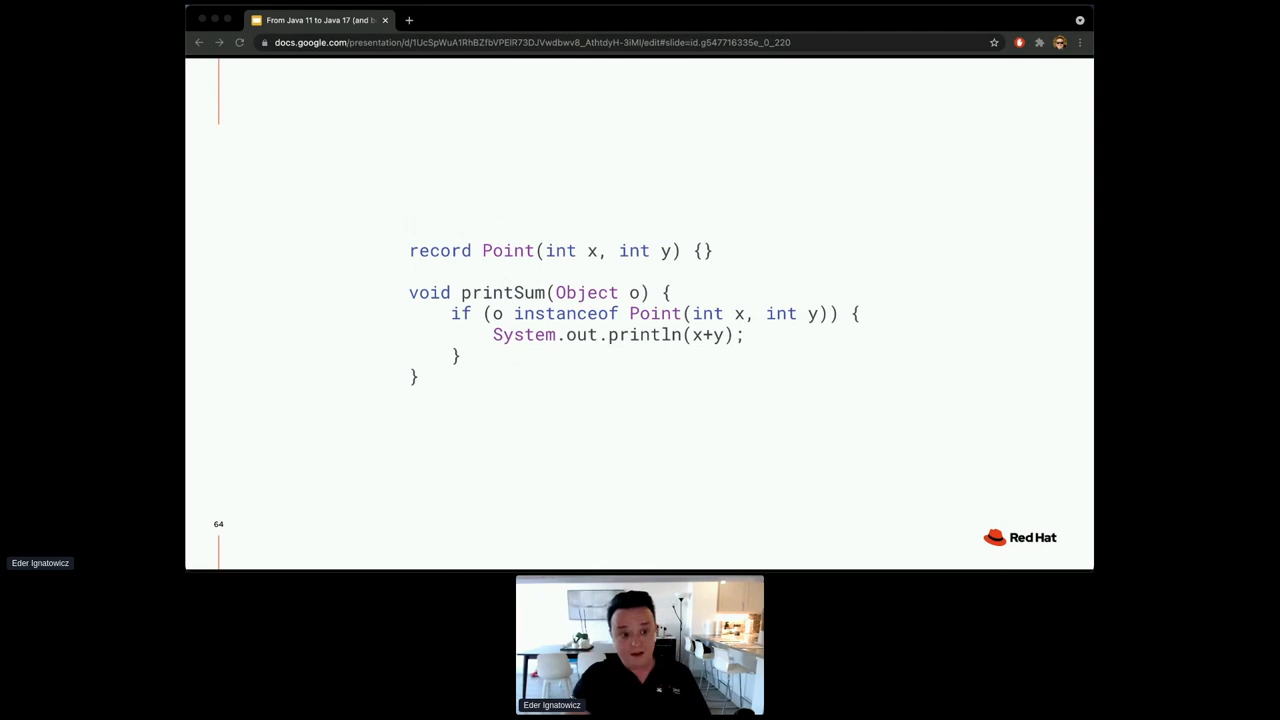 From Java 11 to Java 17 (and b
docs.google.com/presentation/d/1UcSpWuA1RhBZfbVPElR73DJVwdbwv8_AthtdyH-3iMI/edit#slide=id.g547716335e_0_220
record Point(int x, int y) {}
void printSum(Object o) {
if (o instanceof Point(int x, int y)) {
System.out.println(x+y);
}
}
64
Red Hat
Eder Ignatowicz
Eder Ignatowicz